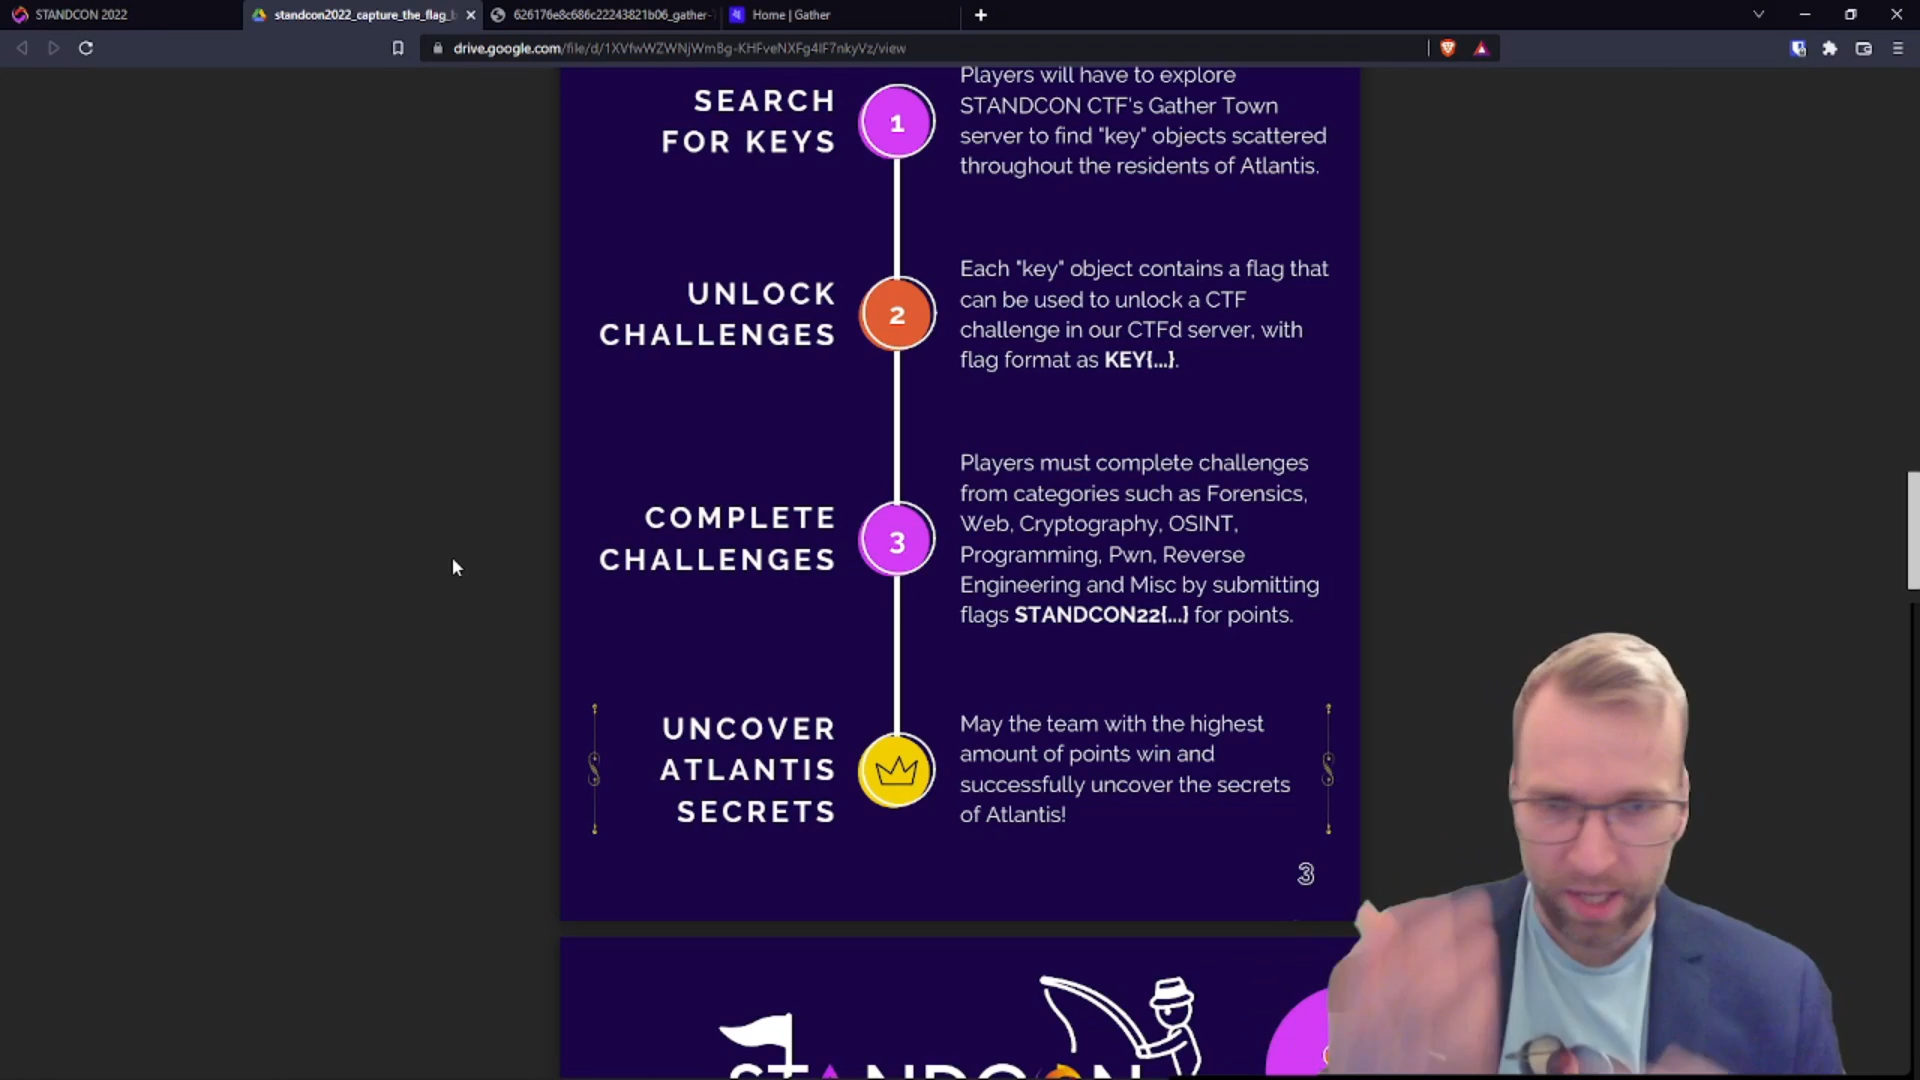 STANDCON 2022
standcon2022_capture_the_flag_b
626176e8c686c22243821b06_gather-
Home | Gather
drive.google.com/file/d/1XVfwWZWNjWmBg-KHFveNXFg4IF7nkyVz/view
SEARCH
FOR KEYS
1
Players will have to explore
STANDCON CTF's Gather Town
server to find "key" objects scattered
throughout the residents of Atlantis.
UNLOCK
CHALLENGES
2
Each "key" object contains a flag that
can be used to unlock a CTF
challenge in our CTFd server, with
flag format as KEY{...}.
COMPLETE
CHALLENGES
3
Players must complete challenges
from categories such as Forensics,
Web, Cryptography, OSINT,
Programming, Pwn, Reverse
Engineering and Misc by submitting
flags STANDCON22{...} for points.
UNCOVER
ATLANTIS
SECRETS
May the team with the highest
amount of points win and
successfully uncover the secrets
of Atlantis!
3
STANDCON